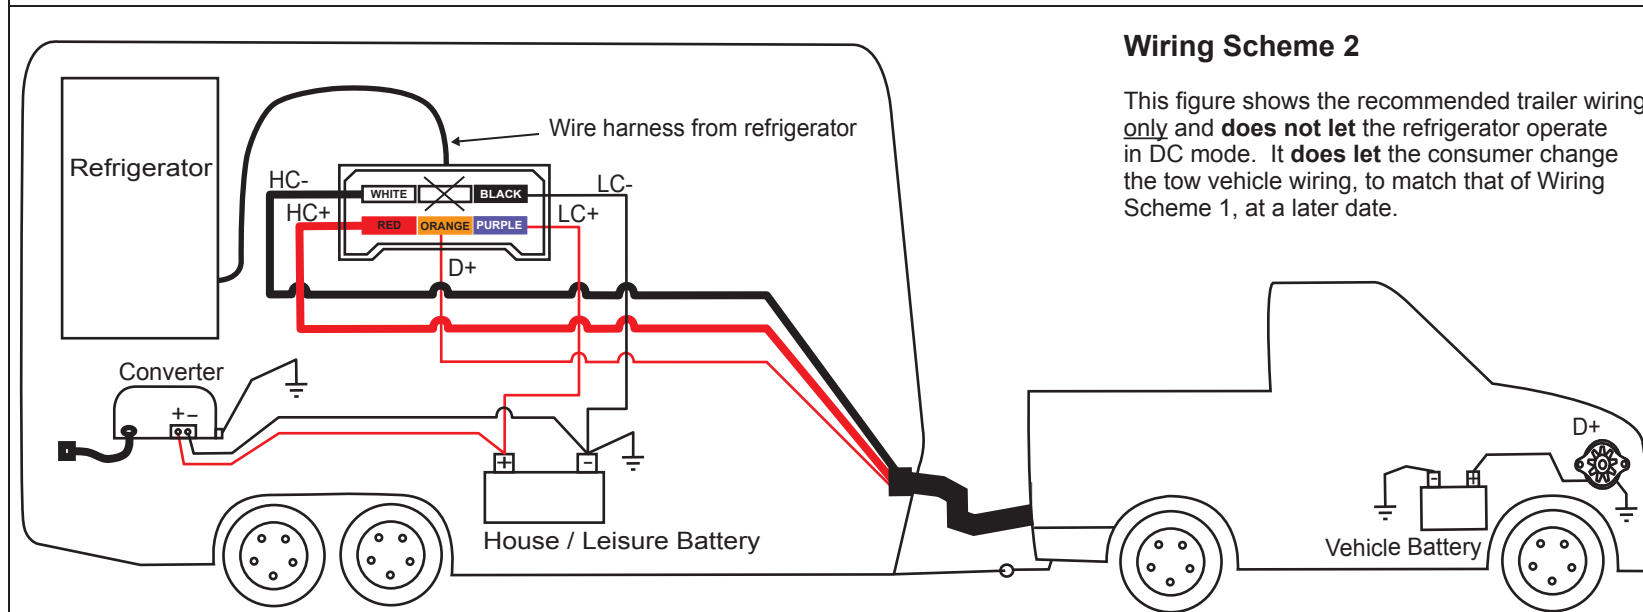 Wiring Scheme 2
This figure shows the recommended trailer wiring
only and does not let the refrigerator operate
in DC mode. It does let the consumer change
the tow vehicle wiring, to match that of Wiring
Scheme 1, at a later date.
Wire harness from refrigerator
Refrigerator
HC-
WHITE
BLACK
LC-
HC+
RED
ORANGE
PURPLE
LC+
D+
Converter
+-
+
-
House / Leisure Battery
D+
-
+
Vehicle Battery